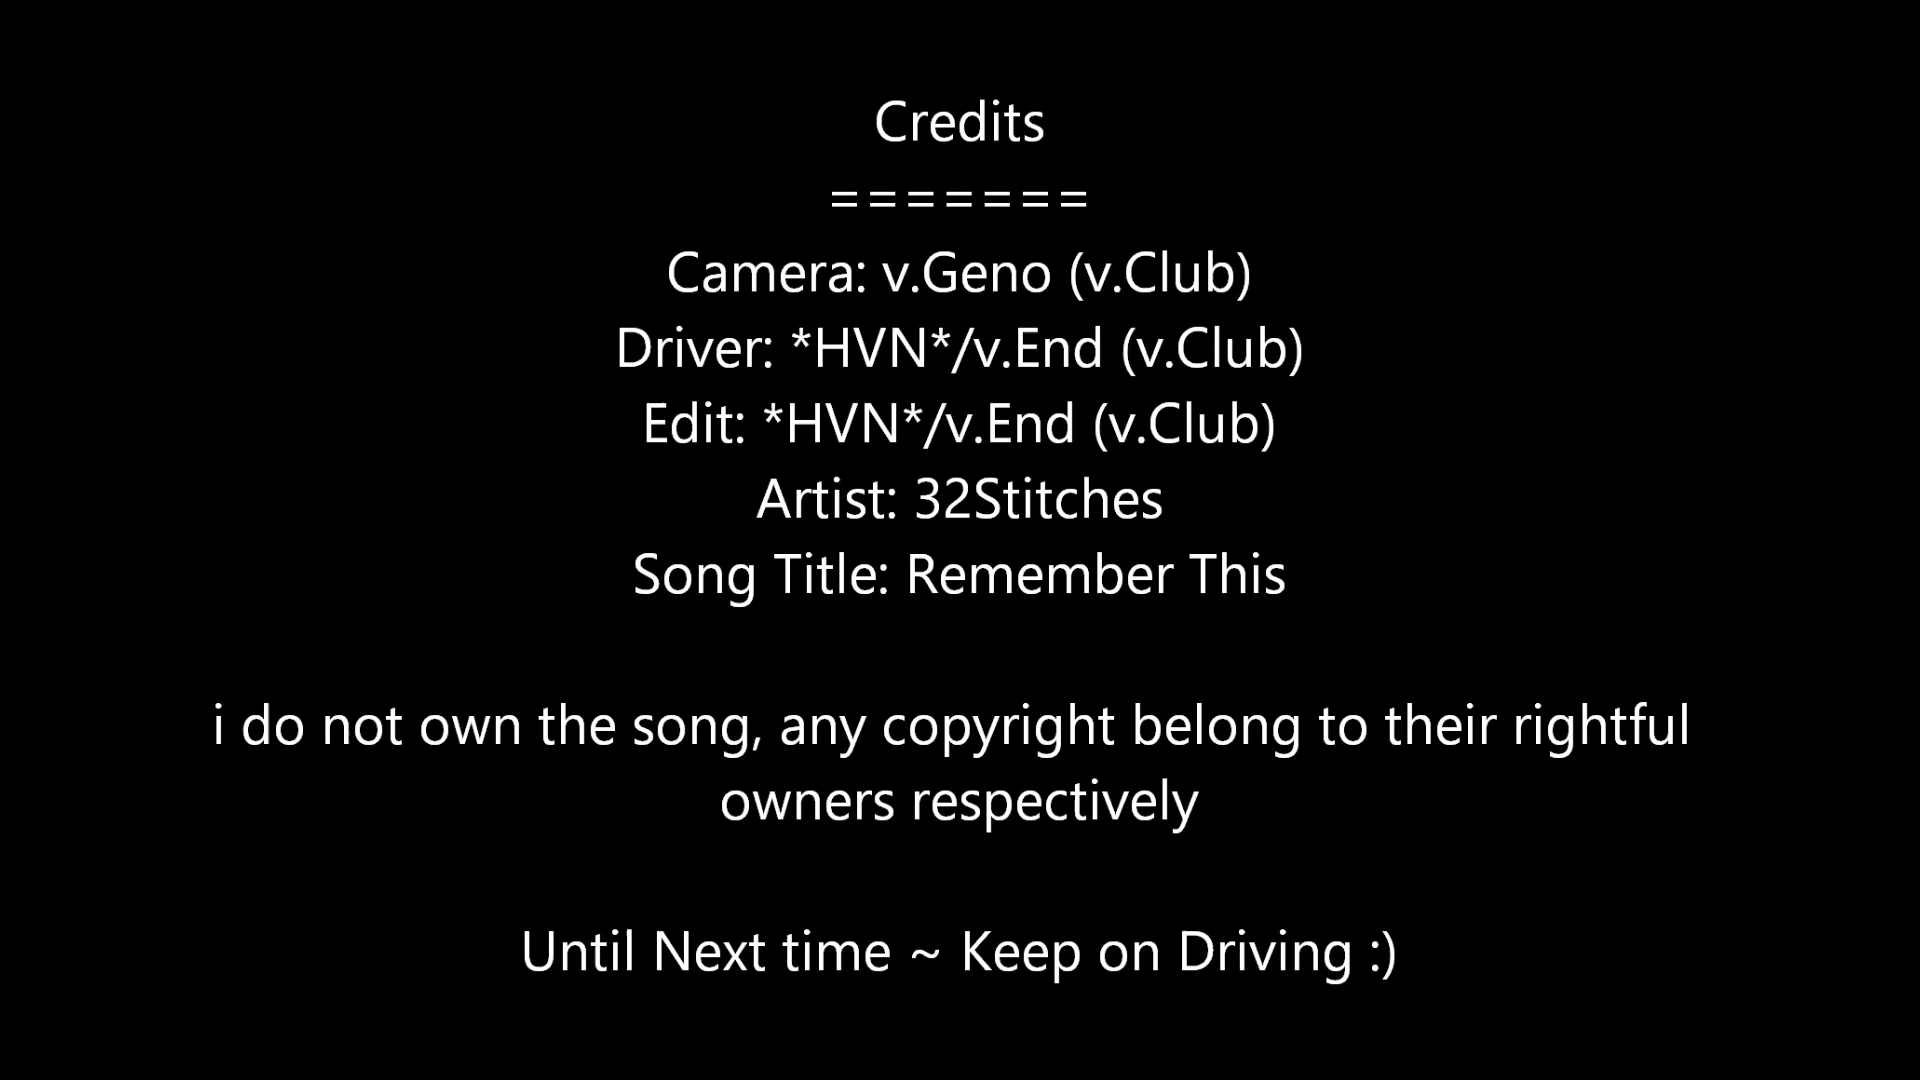 Credits
=======
Camera: v.Geno (v.Club)
Driver: *HVN*/v.End (v.Club)
Edit: *HVN*/v.End (v.Club)
Artist: 32Stitches
Song Title: Remember This
i do not own the song, any copyright belong to their rightful
owners respectively
Until Next time ~ Keep on Driving :)